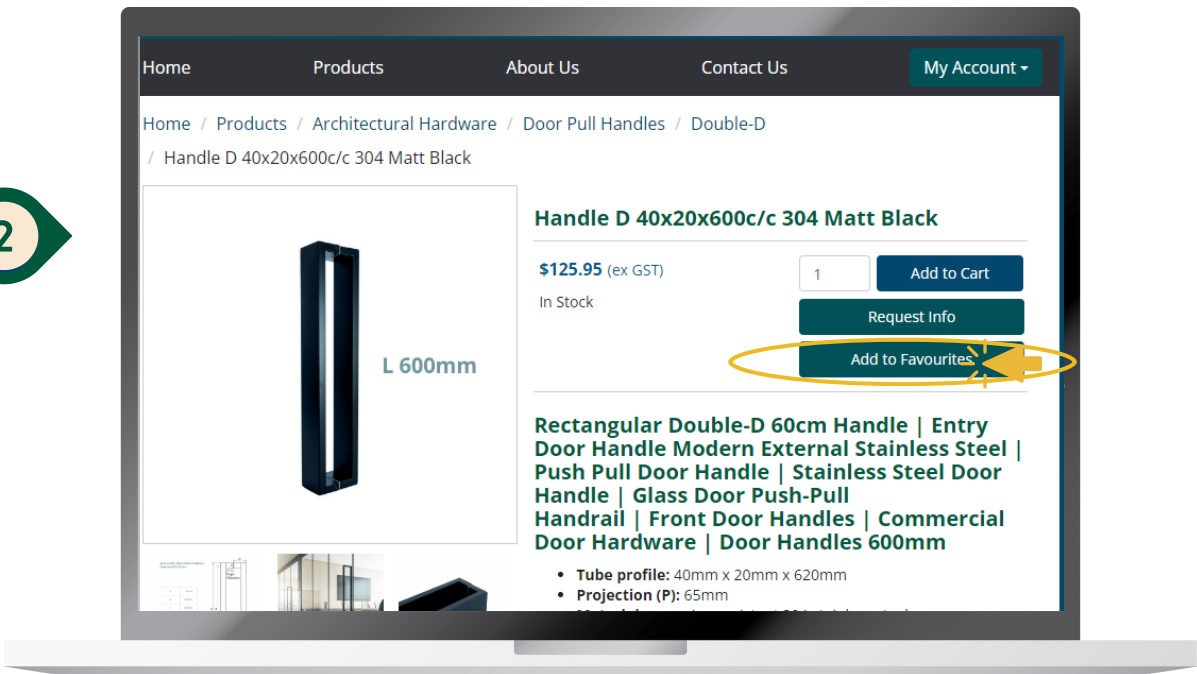 Home Products About Us Contact Us My Account
Home / Products / Architectural Hardware / Door Pull Handles / Double-D
/ Handle D 40x20x600c/c 304 Matt Black
2
L 600mm
Handle D 40x20x600c/c 304 Matt Black
$125.95 (ex GST)
1
Add to Cart
In Stock
Request Info
Add to Favourites
Rectangular Double-D 60cm Handle | Entry
Door Handle Modern External Stainless Steel |
Push Pull Door Handle | Stainless Steel Door
Handle | Glass Door Push-Pull
Handrail | Front Door Handles | Commercial
Door Hardware | Door Handles 600mm
• Tube profile: 40mm x 20mm x 620mm
• Projection (P): 65mm